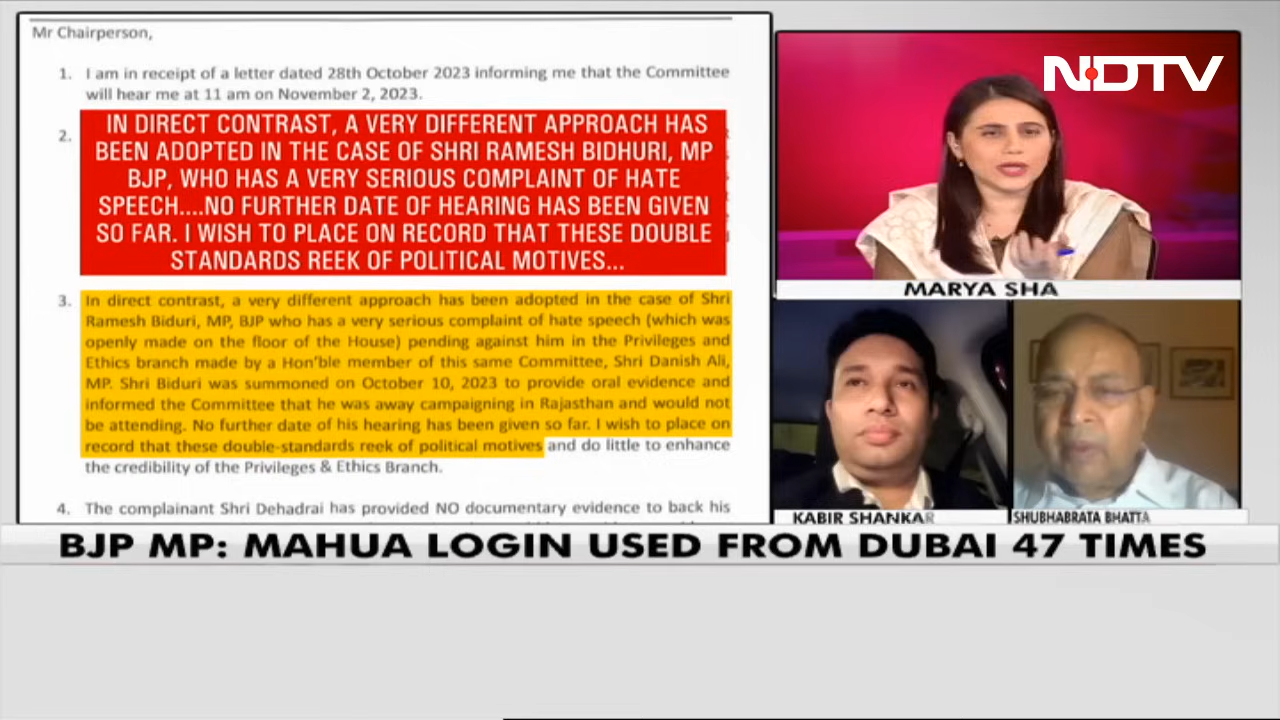 Mr Chairperson,
1. I am in receipt of a letter dated 28th October 2023 informing me that the Committee
will hear me at 11 am on November 2, 2023.
2.
IN DIRECT CONTRAST, A VERY DIFFERENT APPROACH HAS
BEEN ADOPTED IN THE CASE OF SHRI RAMESH BIDHURI, MP
BJP, WHO HAS A VERY SERIOUS COMPLAINT OF HATE
SPEECH....NO FURTHER DATE OF HEARING HAS BEEN GIVEN
SO FAR. I WISH TO PLACE ON RECORD THAT THESE DOUBLE
STANDARDS REEK OF POLITICAL MOTIVES...
3. In direct contrast, a very different approach has been adopted in the case of Shri
Ramesh Biduri, MP, BJP who has a very serious complaint of hate speech (which was
openly made on the floor of the House) pending against him in the Privileges and
Ethics branch made by a Hon'ble member of this same Committee, Shri Danish Ali,
MP. Shri Biduri was summoned on October 10, 2023 to provide oral evidence and
informed the Committee that he was away campaigning in Rajasthan and would not
be attending. No further date of his hearing has been given so far. I wish to place on
record that these double-standards reek of political motives and do little to enhance
the credibility of the Privileges & Ethics Branch.
4. The complainant Shri Dehadrai has provided NO documentary evidence to back his
NDTV
MARYA SHA
KABIR SHANKAR
SHUBHABRATA BHATTA
BJP MP: MAHUA LOGIN USED FROM DUBAI 47 TIMES